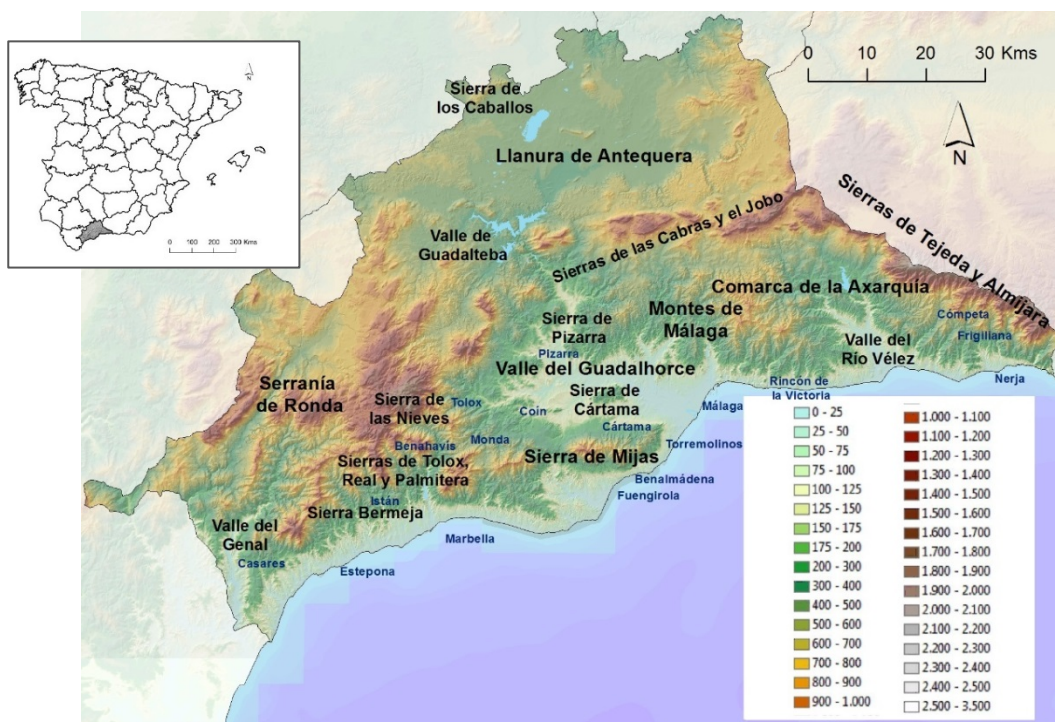 N
0 100 200 300 Kms
0 10 20 30 Kms
N
Sierra de
los Caballos
Llanura de Antequera
Valle de
Guadalteba
Sierras de las Cabras y el Jobo
Sierras de Tejeda y Almijara
Comarca de la Axarquía
Montes de
Málaga
Cómpeta
Frigiliana
Sierra de
Pizarra
Pizarra
Valle del
Río Vélez
Valle del Guadalhorce
Serranía
de Ronda
Sierra de
las Nieves
Tolox
Coín
Sierra de
Cártama
Cártama
Málaga
Rincón de
la Victoria
Nerja
Benahavís
Monda
Torremolinos
Sierras de Tolox,
Real y Palmitera
Sierra de Mijas
Benalmádena
Fuengirola
Istán
Sierra Bermeja
Valle del
Genal
Marbella
Casares
Estepona
0 - 25
25 - 50
50 - 75
75 - 100
100 - 125
125 - 150
150 - 175
175 - 200
200 - 300
300 - 400
400 - 500
500 - 600
600 - 700
700 - 800
800 - 900
900 - 1.000
1.000 - 1.100
1.100 - 1.200
1.200 - 1.300
1.300 - 1.400
1.400 - 1.500
1.500 - 1.600
1.600 - 1.700
1.700 - 1.800
1.800 - 1.900
1.900 - 2.000
2.000 - 2.100
2.100 - 2.200
2.200 - 2.300
2.300 - 2.400
2.400 - 2.500
2.500 - 3.500